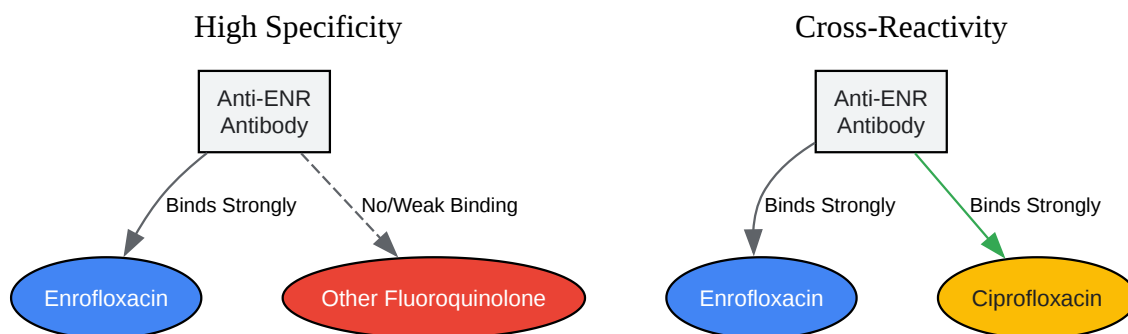 High Specificity
Anti-ENR
Antibody
Binds Strongly
No/Weak Binding
Enrofloxacin
Other Fluoroquinolone
Cross-Reactivity
Anti-ENR
Antibody
Binds Strongly
Binds Strongly
Enrofloxacin
Ciprofloxacin